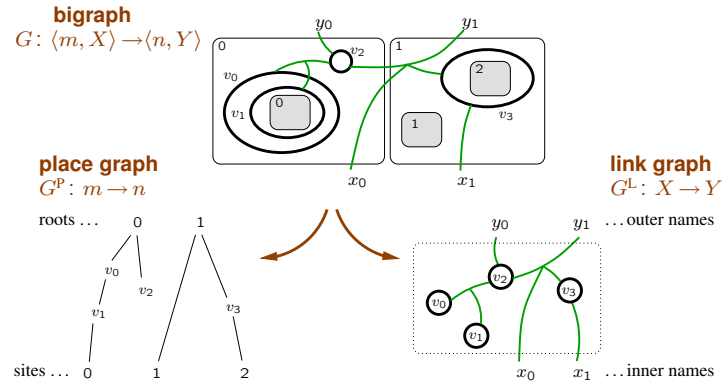 bigraph
G: ⟨m, X⟩ → ⟨n, Y⟩
y₀ y₁
0 v₂ 1
v₀ 2
v₁ 0
v₃
1
x₀ x₁
place graph
Gᴾ: m → n
link graph
Gᴸ: X → Y
roots … 0 1
v₀
v₂
v₁ v₃
sites … 0 1 2
y₀ y₁ … outer names
v₂
v₀ v₃
v₁
x₀ x₁ … inner names